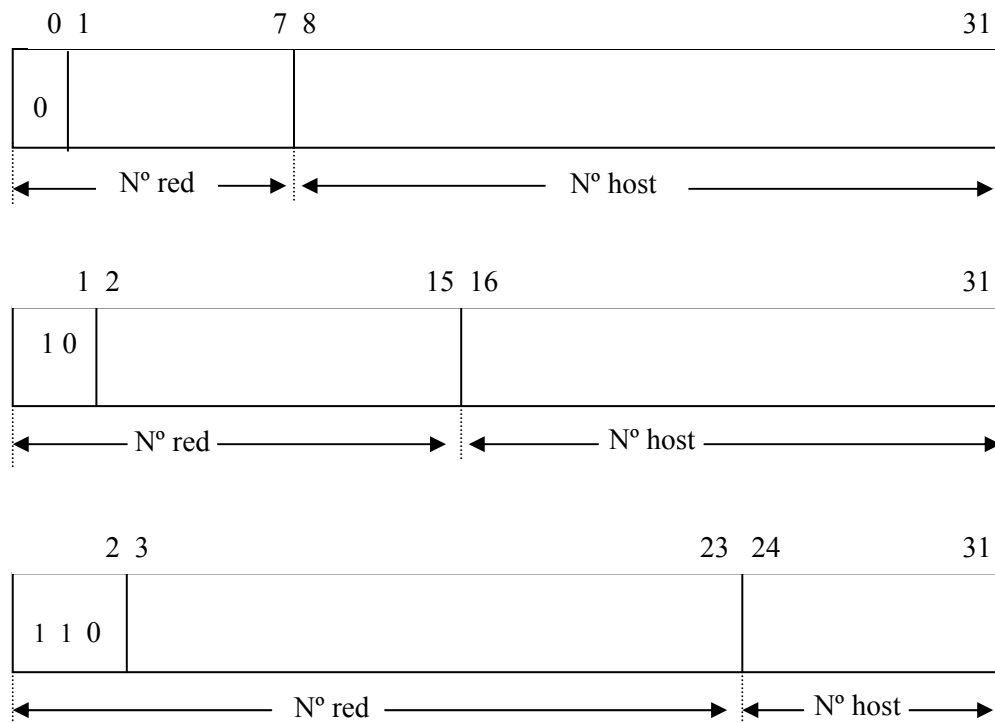 0 1 7 8 31
0
Nº red Nº host
1 2 15 16 31
1 0
Nº red Nº host
2 3 23 24 31
1 1 0
Nº red Nº host